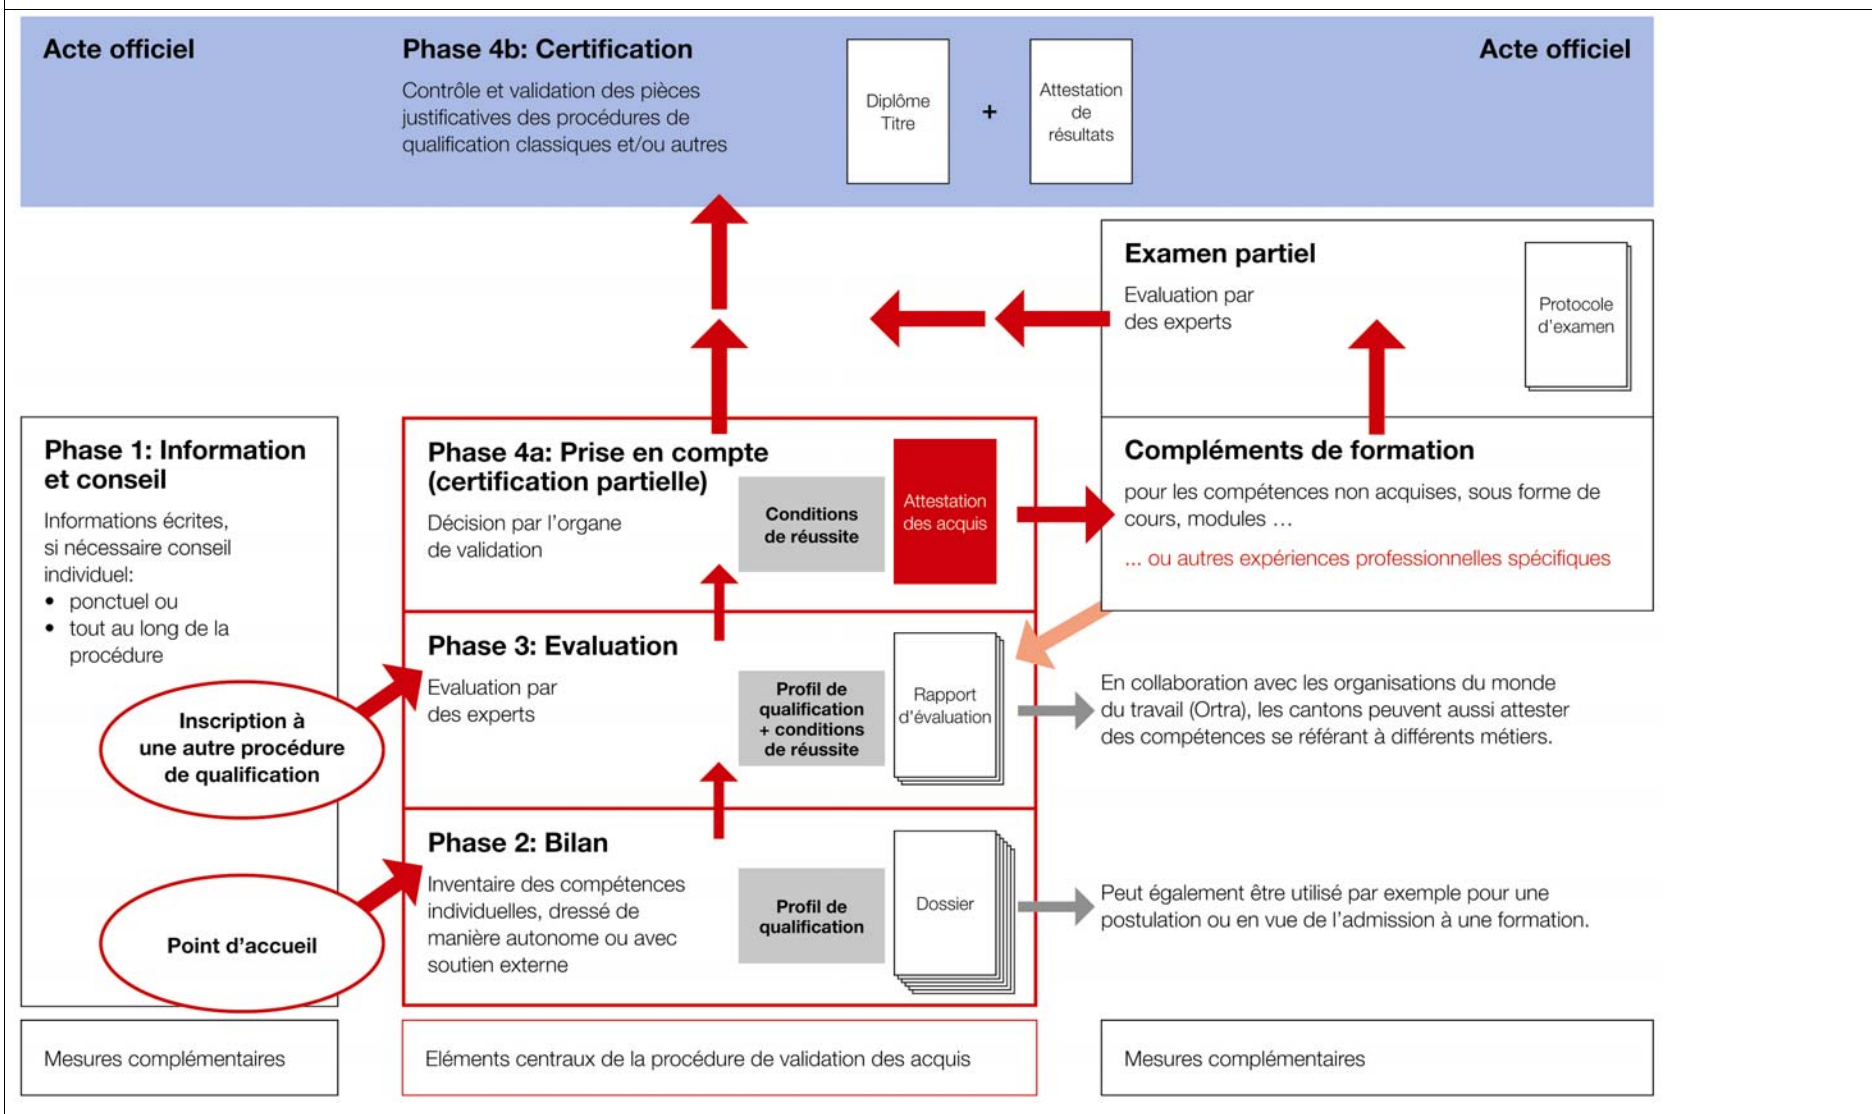 Acte officiel
Phase 4b: Certification
Contrôle et validation des pièces
justificatives des procédures de
qualification classiques et/ou autres
Diplôme
Titre
+
Attestation
de
résultats
Acte officiel
Examen partiel
Evaluation par
des experts
Protocole
d'examen
Phase 1: Information
et conseil
Informations écrites,
si nécessaire conseil
individuel:
• ponctuel ou
• tout au long de la
procédure
Inscription à
une autre procédure
de qualification
Point d'accueil
Phase 4a: Prise en compte
(certification partielle)
Décision par l'organe
de validation
Conditions
de réussite
Attestation
des acquis
Compléments de formation
pour les compétences non acquises, sous forme de
cours, modules …
... ou autres expériences professionnelles spécifiques
Phase 3: Evaluation
Evaluation par
des experts
Profil de
qualification
+ conditions
de réussite
Rapport
d'évaluation
En collaboration avec les organisations du monde
du travail (Ortra), les cantons peuvent aussi attester
des compétences se référant à différents métiers.
Phase 2: Bilan
Inventaire des compétences
individuelles, dressé de
manière autonome ou avec
soutien externe
Profil de
qualification
Dossier
Peut également être utilisé par exemple pour une
postulation ou en vue de l'admission à une formation.
Mesures complémentaires
Eléments centraux de la procédure de validation des acquis
Mesures complémentaires